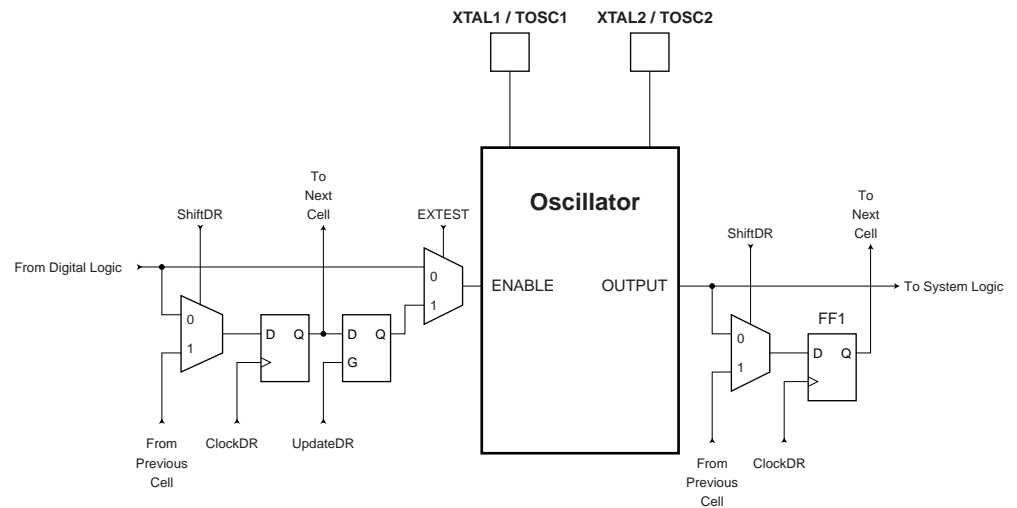 XTAL1 / TOSC1
XTAL2 / TOSC2
Oscillator
To
Next
Cell
ShiftDR
EXTEST
From Digital Logic
0
1
ENABLE
OUTPUT
To System Logic
0
1
D
Q
D
Q
G
From
Previous
Cell
ClockDR
UpdateDR
To
Next
Cell
ShiftDR
FF1
0
1
D
Q
From
Previous
Cell
ClockDR